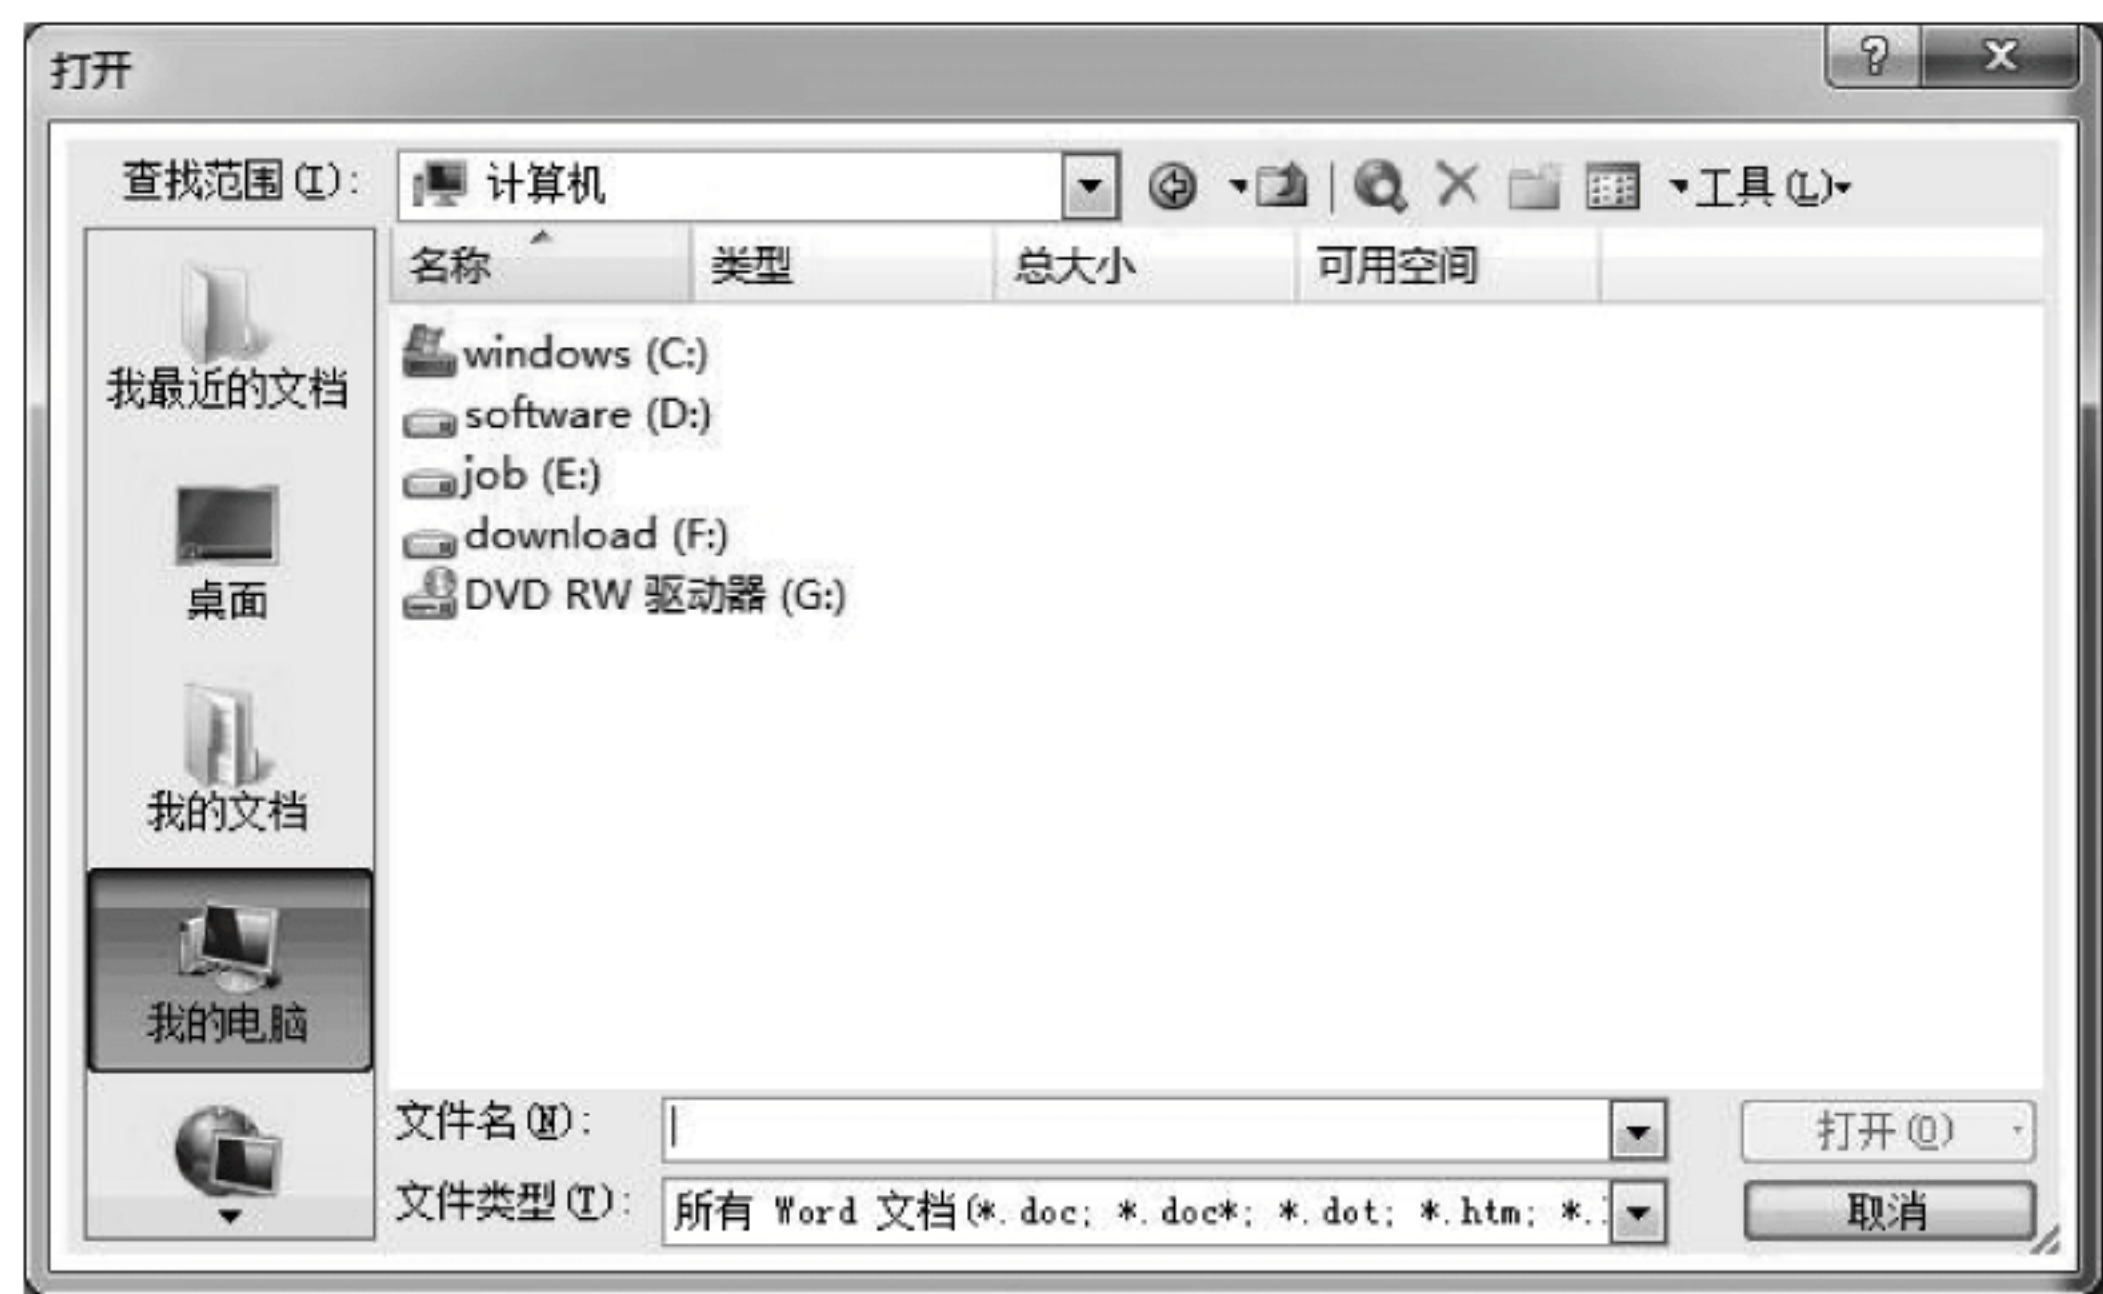 打开
查找范围(I): 计算机 工具(L)
名称 类型 总大小 可用空间
我最近的文档
桌面
我的文档
我的电脑
windows (C:)
software (D:)
job (E:)
download (F:)
DVD RW 驱动器 (G:)
文件名(N): 打开(O)
文件类型(T): 所有 Word 文档(*.doc; *.doc*; *.dot; *.htm; *. 取消